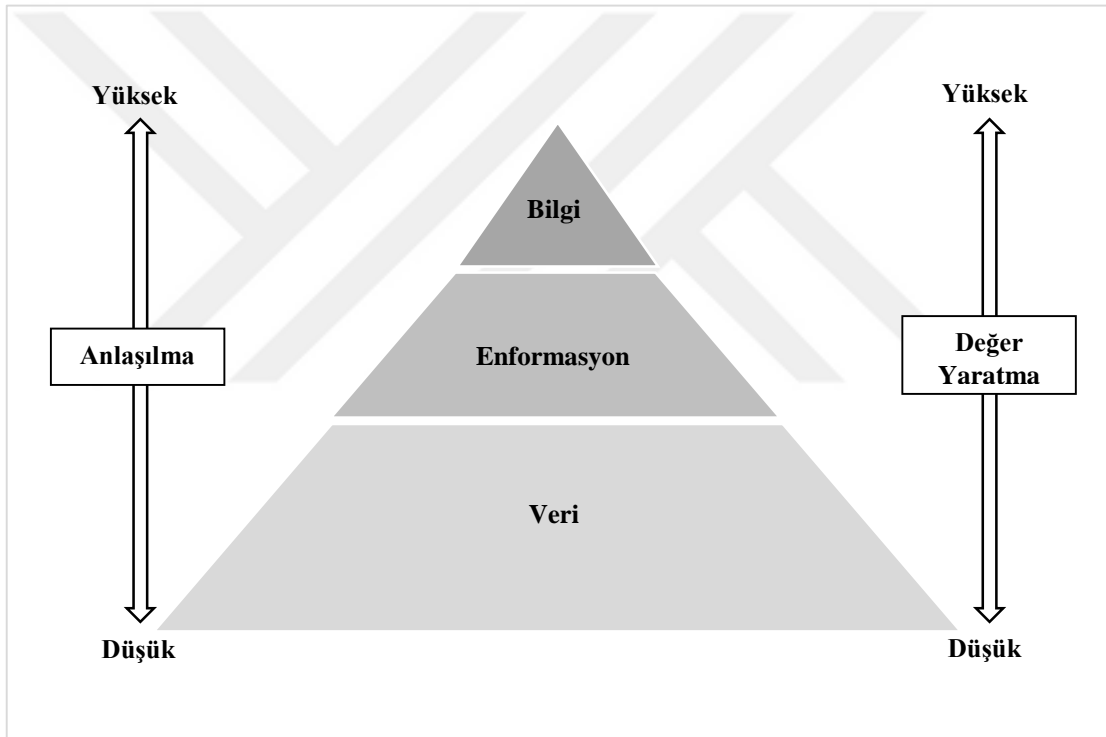 Yüksek
Yüksek
Bilgi
Anlaşılma
Enformasyon
Değer
Yaratma
Veri
Düşük
Düşük